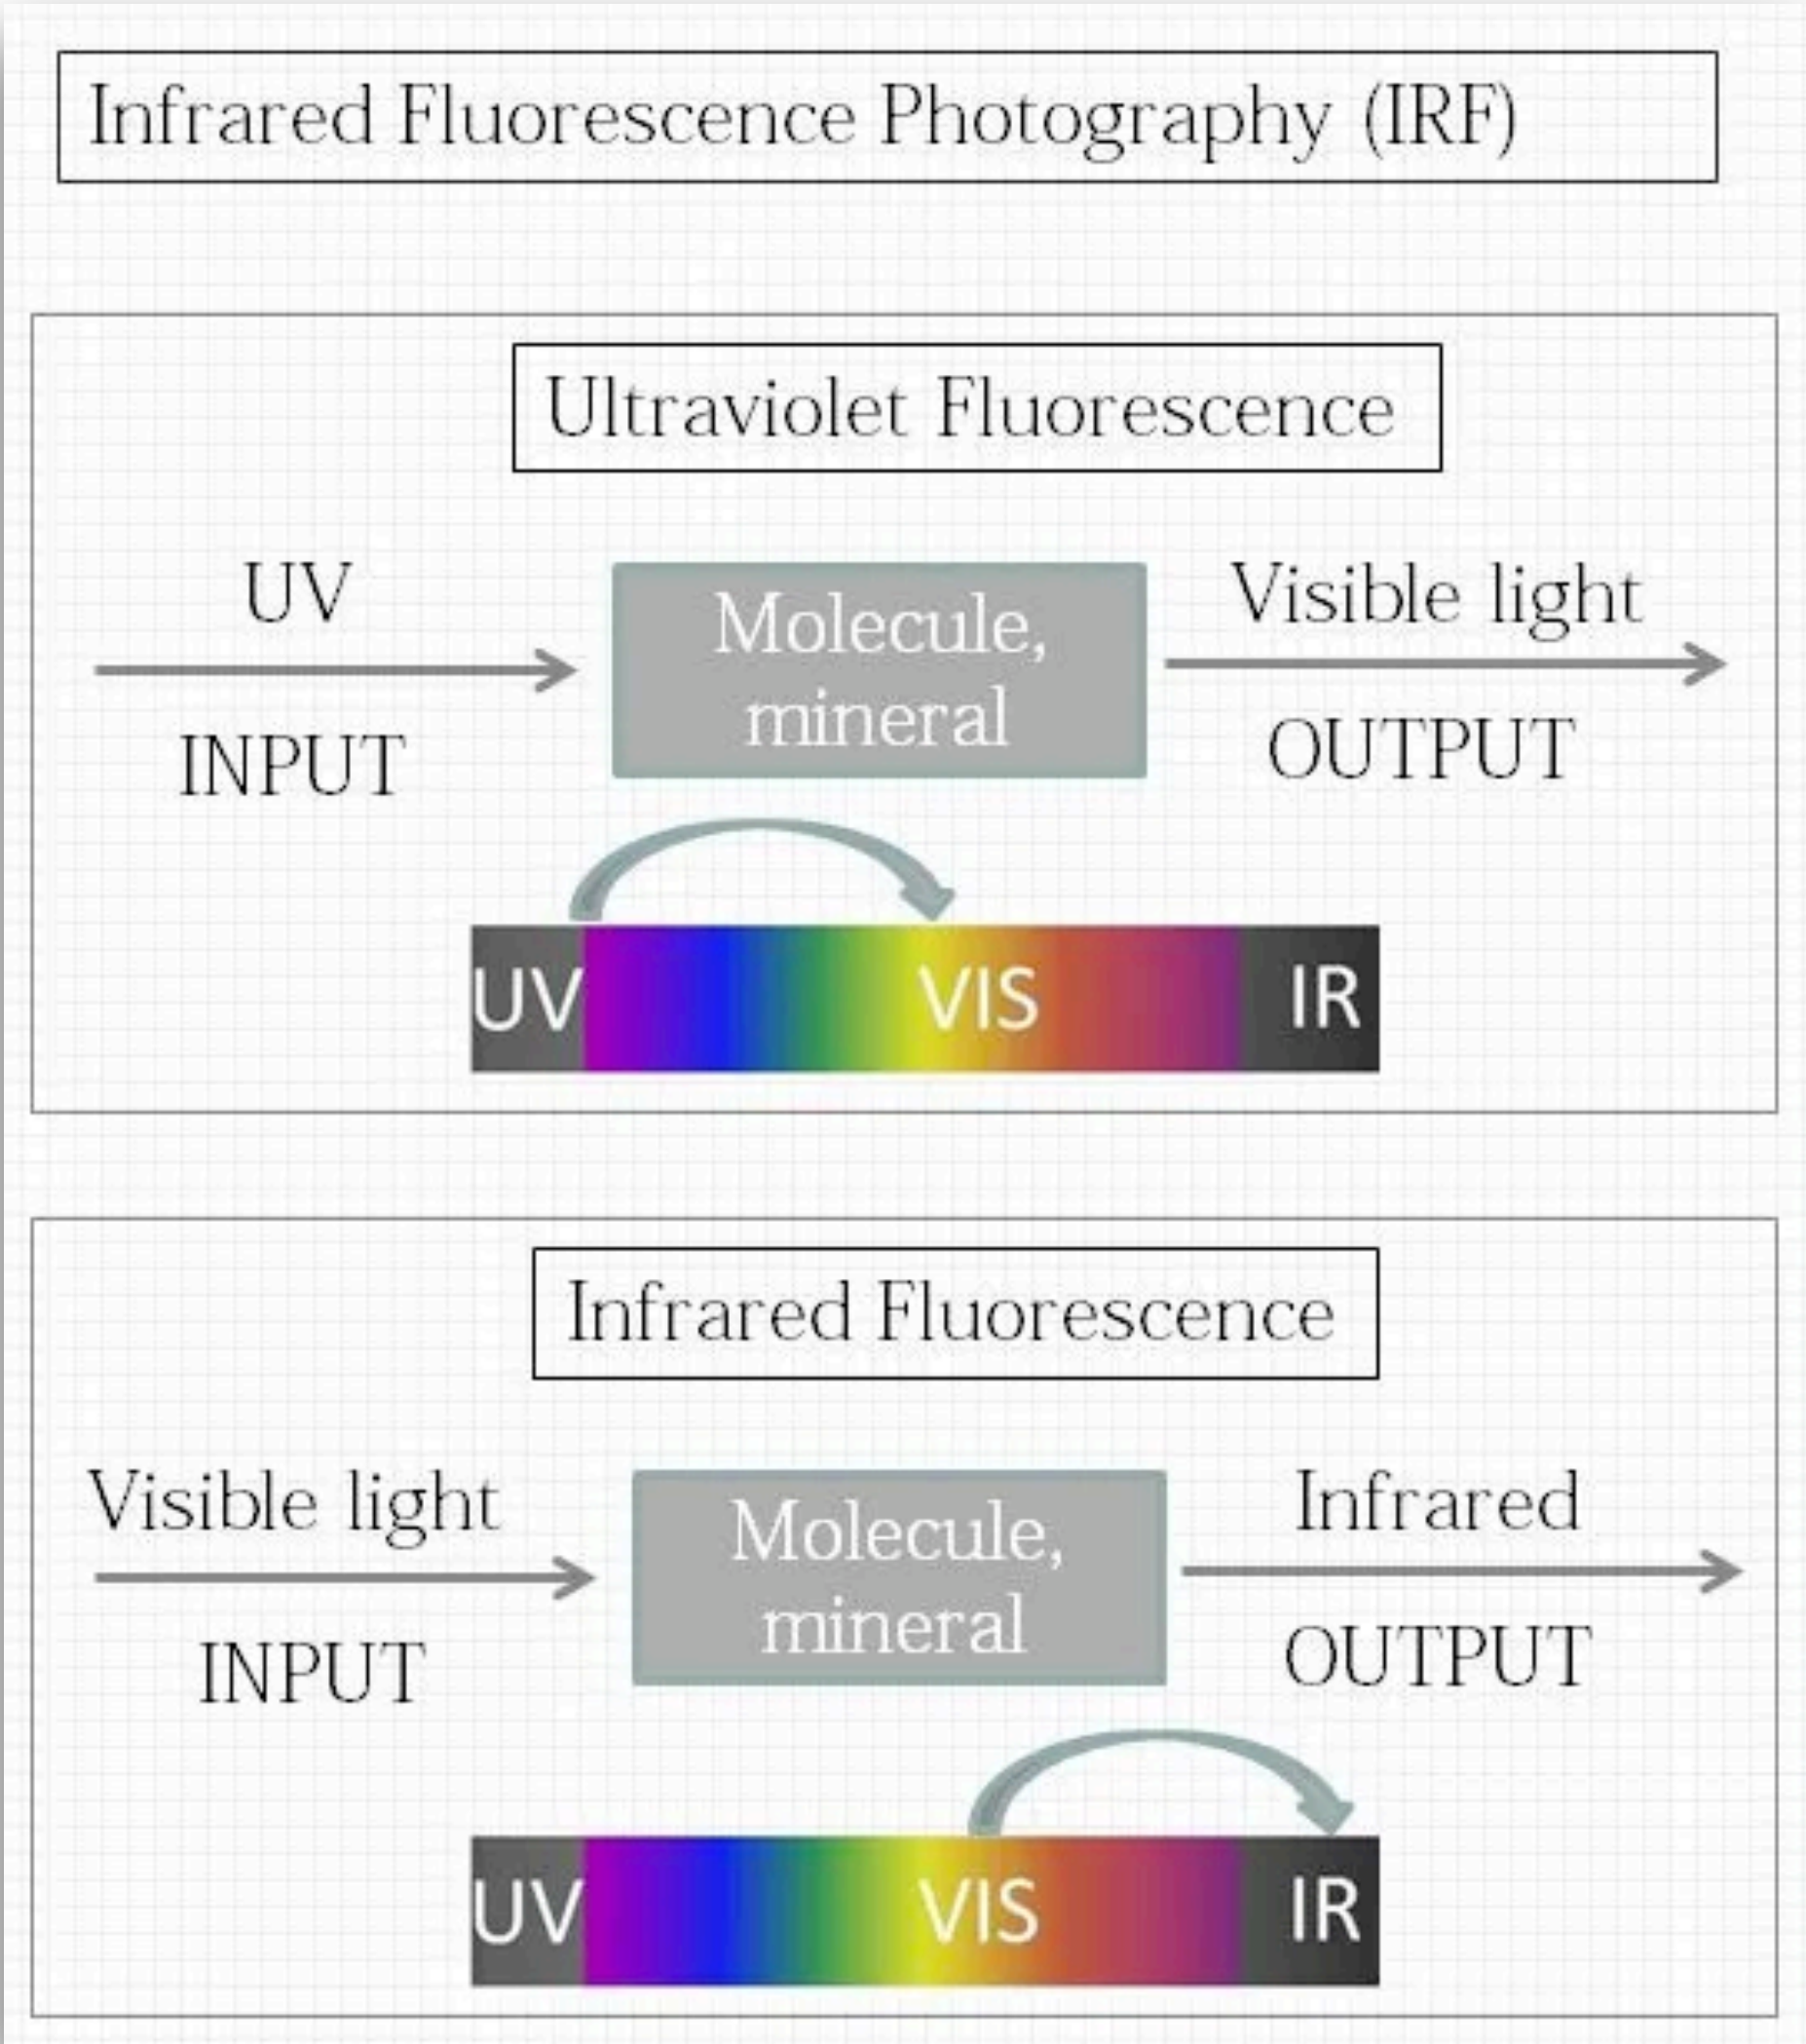 Infrared Fluorescence Photography (IRF)
Ultraviolet Fluorescence
UV
INPUT
Molecule,
mineral
Visible light
OUTPUT
UV
VIS
IR
Infrared Fluorescence
Visible light
INPUT
Molecule,
mineral
Infrared
OUTPUT
UV
VIS
IR